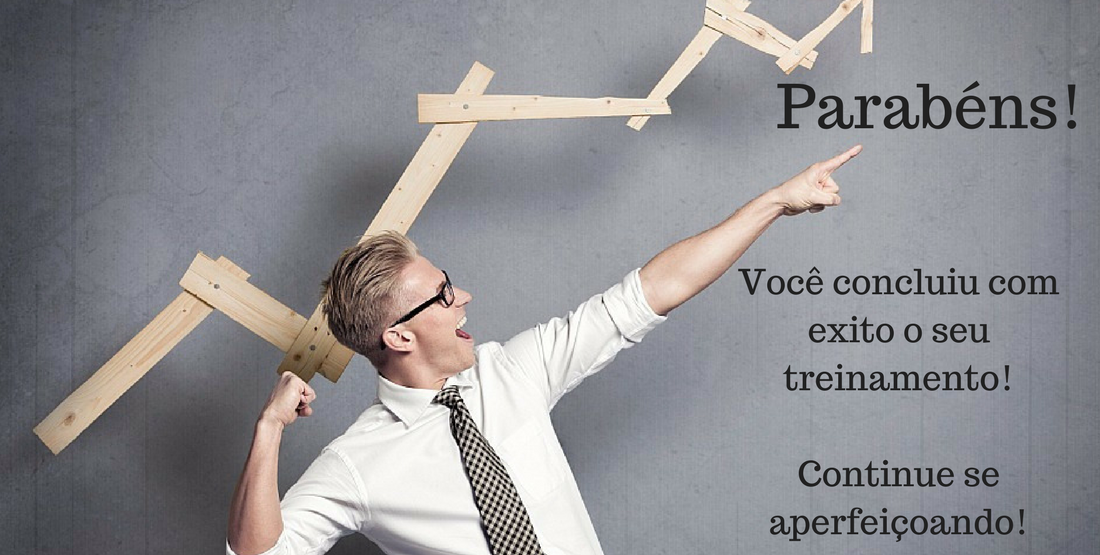 Parabéns!
Você concluiu com
exito o seu
treinamento!
Continue se
aperfeiçoando!